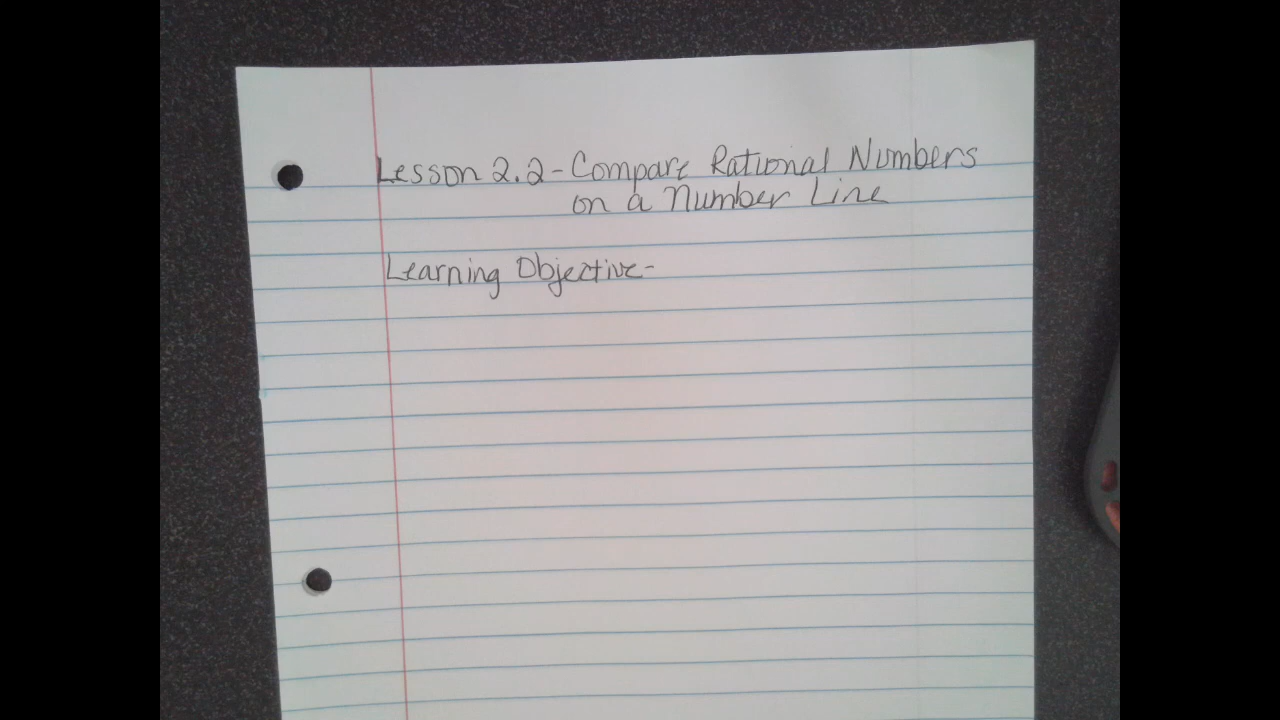 Lesson 2.2 - Compare Rational Numbers
on a Number Line
Learning Objective-